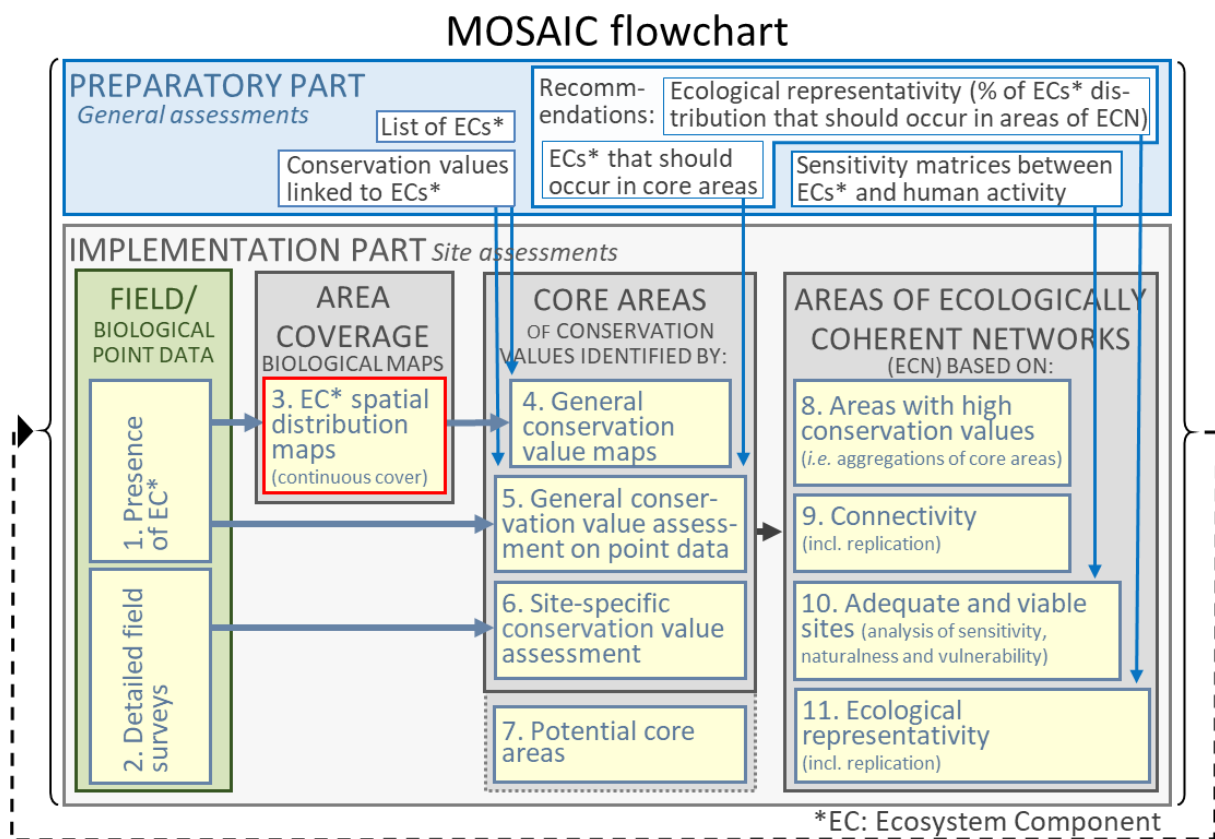 MOSAIC flowchart
PREPARATORY PART
General assessments
List of ECs*
Conservation values
linked to ECs*
Recomm-
endations:
Ecological representativity (% of ECs* dis-
tribution that should occur in areas of ECN)
ECs* that should
occur in core areas
Sensitivity matrices between
ECs* and human activity
IMPLEMENTATION PART Site assessments
FIELD/
BIOLOGICAL
POINT DATA
1. Presence
of EC*
2. Detailed field
surveys
AREA
COVERAGE
BIOLOGICAL MAPS
3. EC* spatial
distribution
maps
(continuous cover)
CORE AREAS
OF CONSERVATION
VALUES IDENTIFIED BY:
4. General
conservation
value maps
5. General conser-
vation value assess-
ment on point data
6. Site-specific
conservation value
assessment
7. Potential core
areas
AREAS OF ECOLOGICALLY
COHERENT NETWORKS
(ECN) BASED ON:
8. Areas with high
conservation values
(i.e. aggregations of core areas)
9. Connectivity
(incl. replication)
10. Adequate and viable
sites (analysis of sensitivity,
naturalness and vulnerability)
11. Ecological
representativity
(incl. replication)
*EC: Ecosystem Component